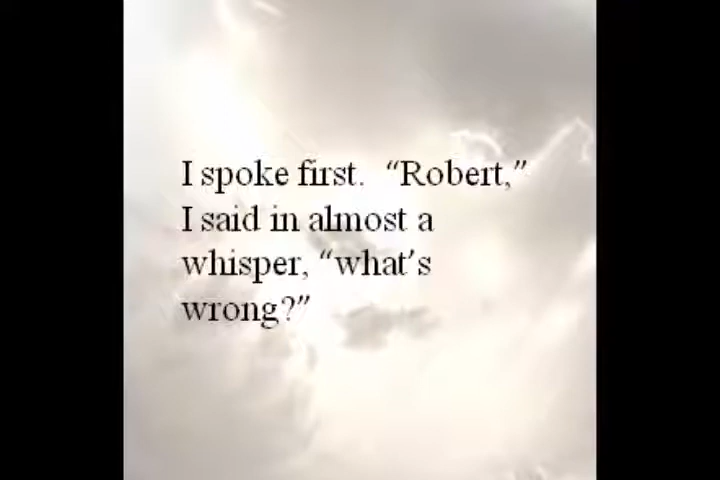 I spoke first.  “Robert,”
I said in almost a
whisper, “what’s
wrong?”